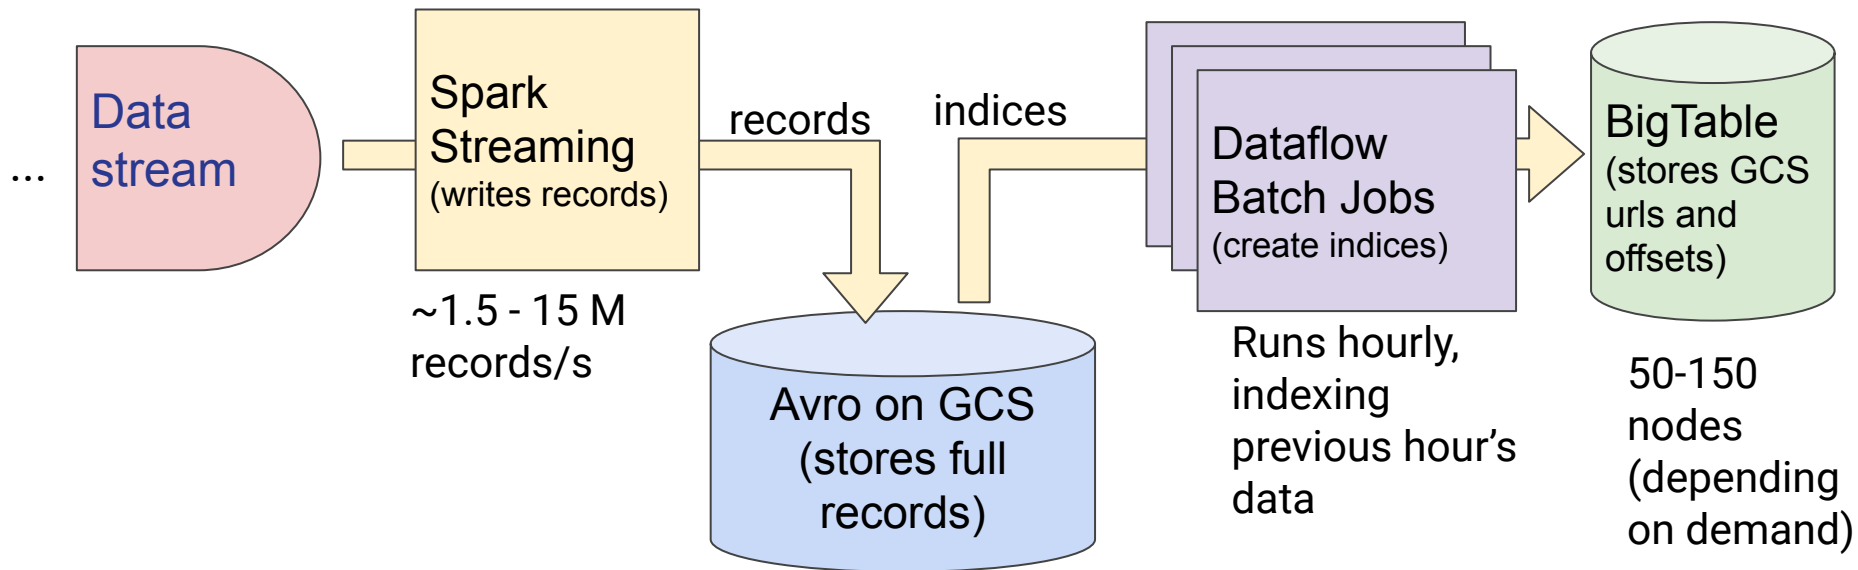 ...
Data
stream
Spark
Streaming
(writes records)
~1.5 - 15 M
records/s
records
Avro on GCS
(stores full
records)
indices
Dataflow
Batch Jobs
(create indices)
Runs hourly,
indexing
previous hour's
data
BigTable
(stores GCS
urls and
offsets)
50-150
nodes
(depending
on demand)